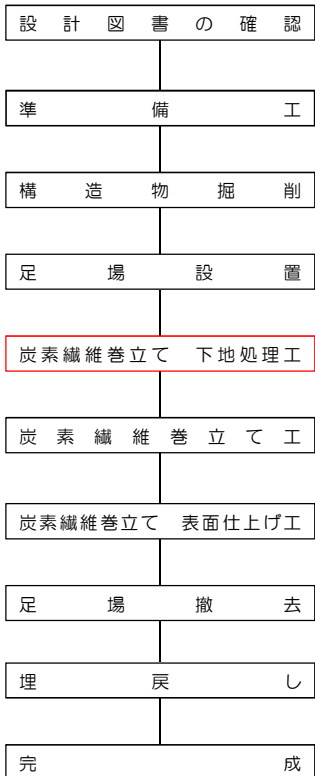 設計図書の確認
準備工
構造物掘削
足場設置
炭素繊維巻立て 下地処理工
炭素繊維巻立て工
炭素繊維巻立て 表面仕上げ工
足場撤去
埋戻し
完成